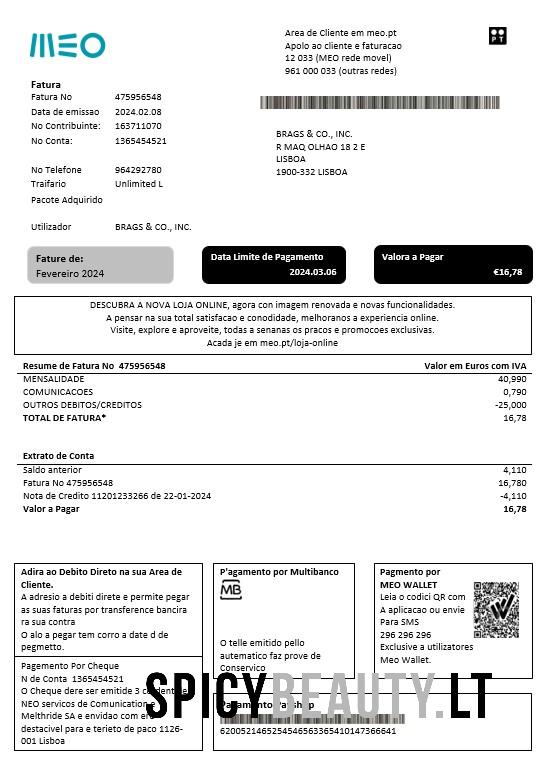 MEO
Area de Cliente em meo.pt
Apolo ao cliente e faturacao
12 033 (MEO rede movel)
961 000 033 (outras redes)
PT
Fatura
Fatura No 475956548
Data de emissao 2024.02.08
No Contribuinte: 163711070
No Conta: 1365454521
No Telefone 964292780
Traifario Unlimited L
Pacote Adquirido
Utilizador BRAGS & CO., INC.
BRAGS & CO., INC.
R MAQ OLHAO 18 2 E
LISBOA
1900-332 LISBOA
Fature de:
Fevereiro 2024
Data Limite de Pagamento
2024.03.06
Valora a Pagar
€16,78
DESCUBRA A NOVA LOJA ONLINE, agora con imagem renovada e novas funcionalidades.
A pensar na sua total satisfacao e conodidade, melhoranos a experiencia online.
Visite, explore e aproveite, todas a senanas os pracos e promocoes exclusivas.
Acada je em meo.pt/loja-online
Resume de Fatura No 475956548 Valor em Euros com IVA
MENSALIDADE 40,990
COMUNICACOES 0,790
OUTROS DEBITOS/CREDITOS -25,000
TOTAL DE FATURA* 16,78
Extrato de Conta
Saldo anterior 4,110
Fatura No 475956548 16,780
Nota de Credito 11201233266 de 22-01-2024 -4,110
Valor a Pagar 16,78
Adira ao Debito Direto na sua Area de
Cliente.
A adresio a debiti direte e permite pegar
as suas faturas por transference bancira
ra sua contra
O alo a pegar tem corro a date d de
pegmetto.
Pagemento Por Cheque
N de Conta 1365454521
O Cheque dere ser emitide 3
NEO servicos de Comunication e
Melthride SA e envidao com
destacivel para e terieto de paco 1126-
001 Lisboa
P'agamento por Multibanco
MB
O telle emitido pello
automatico faz prove de
Conservico
Pagmento por
MEO WALLET
Leia o codici QR com
A aplicacao ou envie
Para SMS
296 296 296
Exclusive a utilizatores
Meo Wallet.
Pagamento Payshop
62005214652545465633654101473666​41
SPICYBEAUTY.LT